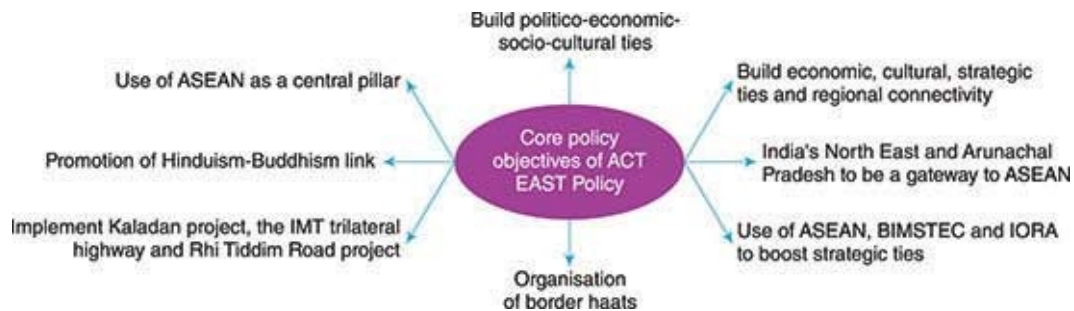 Build politico-economic-
socio-cultural ties
Use of ASEAN as a central pillar
Build economic, cultural, strategic
ties and regional connectivity
Core policy
objectives of ACT
EAST Policy
Promotion of Hinduism-Buddhism link
India's North East and Arunachal
Pradesh to be a gateway to ASEAN
Implement Kaladan project, the IMT trilateral
highway and Rhi Tiddim Road project
Use of ASEAN, BIMSTEC and IORA
to boost strategic ties
Organisation
of border haats